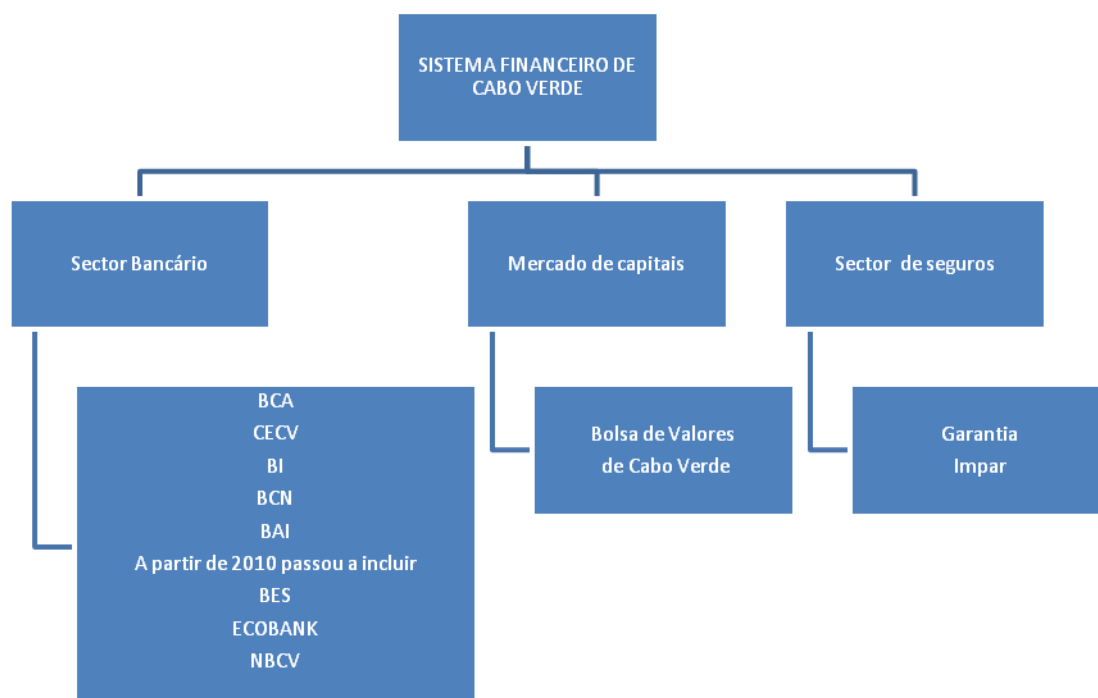 SISTEMA FINANCEIRO DE
CABO VERDE
Sector Bancário
Mercado de capitais
Sector de seguros
BCA
CECV
BI
BCN
BAI
A partir de 2010 passou a incluir
BES
ECOBANK
NBCV
Bolsa de Valores
de Cabo Verde
Garantia
Impar